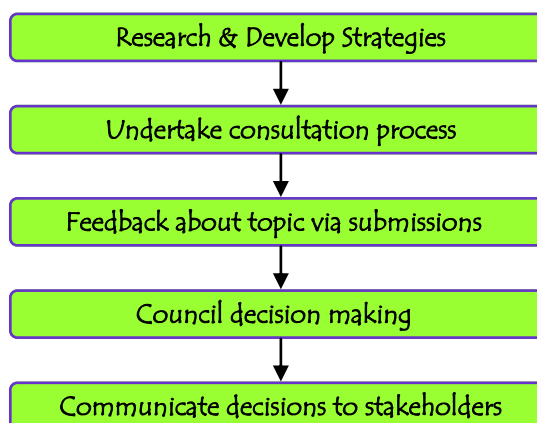 Research & Develop Strategies
Undertake consultation process
Feedback about topic via submissions
Council decision making
Communicate decisions to stakeholders